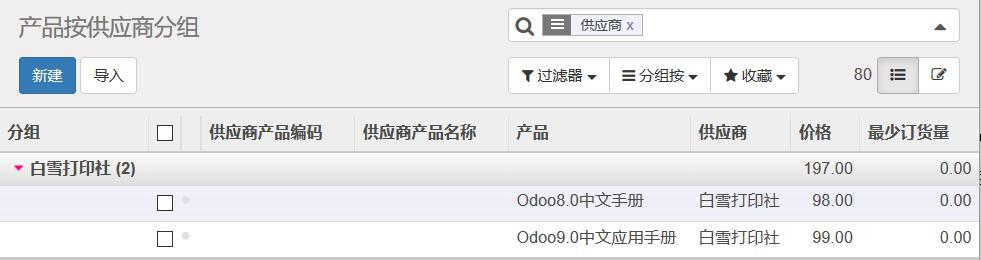 产品按供应商分组
供应商 x
新建 导入 过滤器 分组按 收藏 80
分组 供应商产品编码 供应商产品名称 产品 供应商 价格 最少订货量
白雪打印社 (2) 197.00 0.00
Odoo8.0中文手册 白雪打印社 98.00 0.00
Odoo9.0中文应用手册 白雪打印社 99.00 0.00